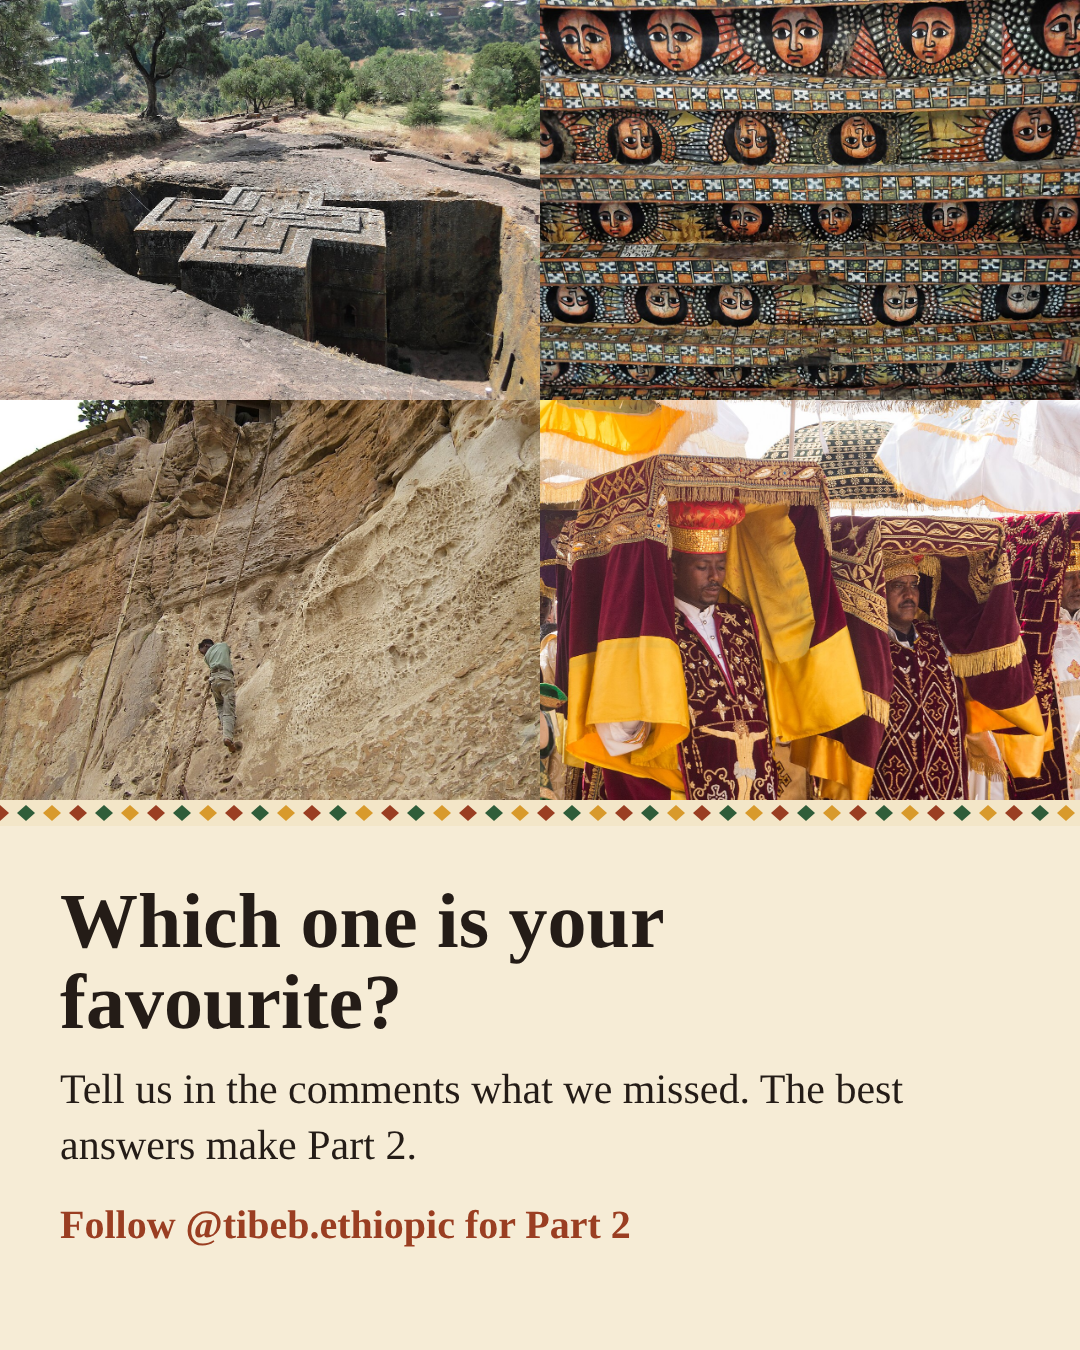 Which one is your
favourite?
Tell us in the comments what we missed. The best
answers make Part 2.
Follow @tibeb.ethiopic for Part 2